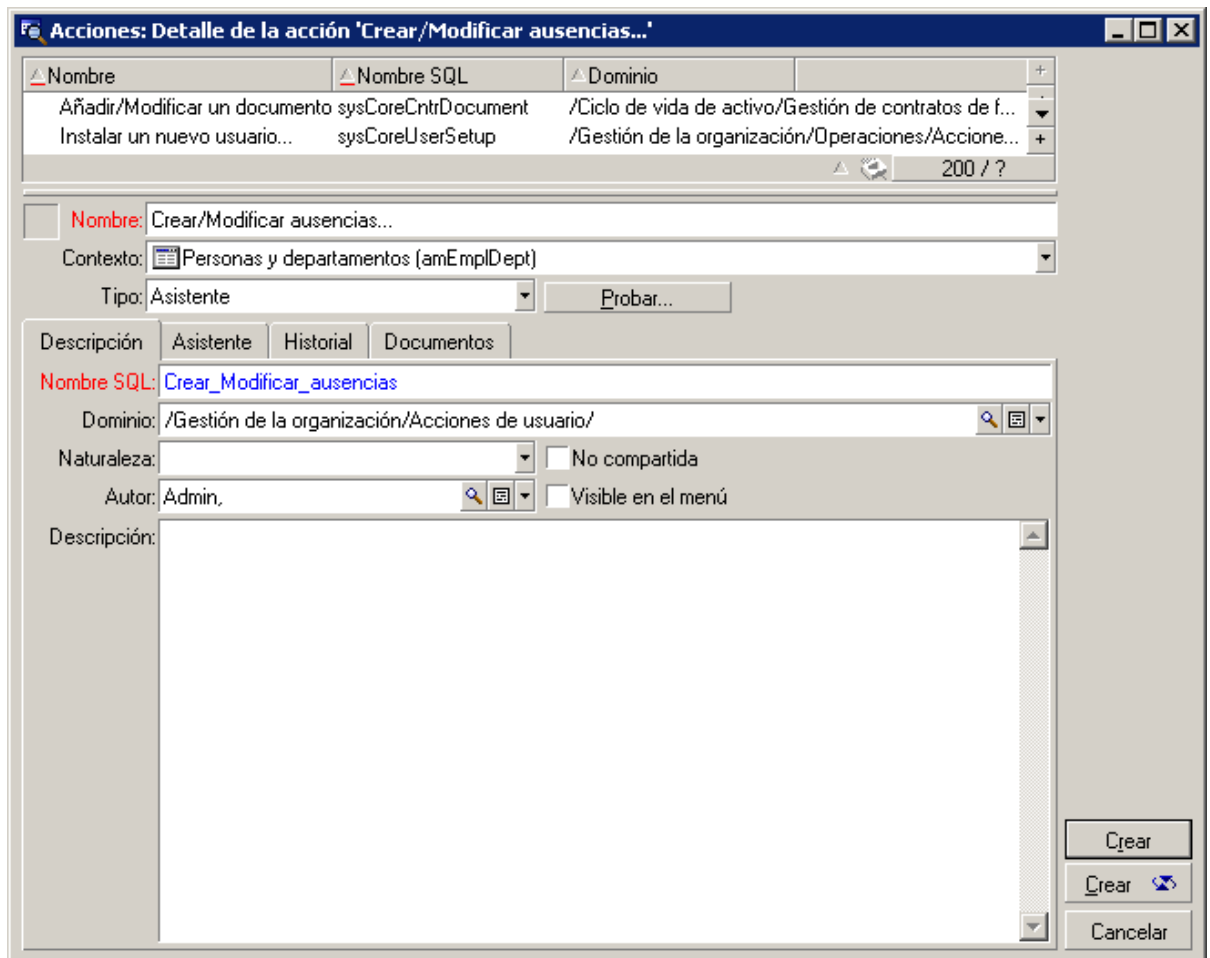 Acciones: Detalle de la acción 'Crear/Modificar ausencias...'
Nombre Nombre SQL Dominio
Añadir/Modificar un documento sysCoreCntrDocument /Ciclo de vida de activo/Gestión de contratos de f...
Instalar un nuevo usuario... sysCoreUserSetup /Gestión de la organización/Operaciones/Accione...
200 / ?
Nombre: Crear/Modificar ausencias...
Contexto: Personas y departamentos (amEmplDept)
Tipo: Asistente Probar...
Descripción Asistente Historial Documentos
Nombre SQL: Crear_Modificar_ausencias
Dominio: /Gestión de la organización/Acciones de usuario/
Naturaleza: No compartida
Autor: Admin, Visible en el menú
Descripción:
Crear
Crear
Cancelar